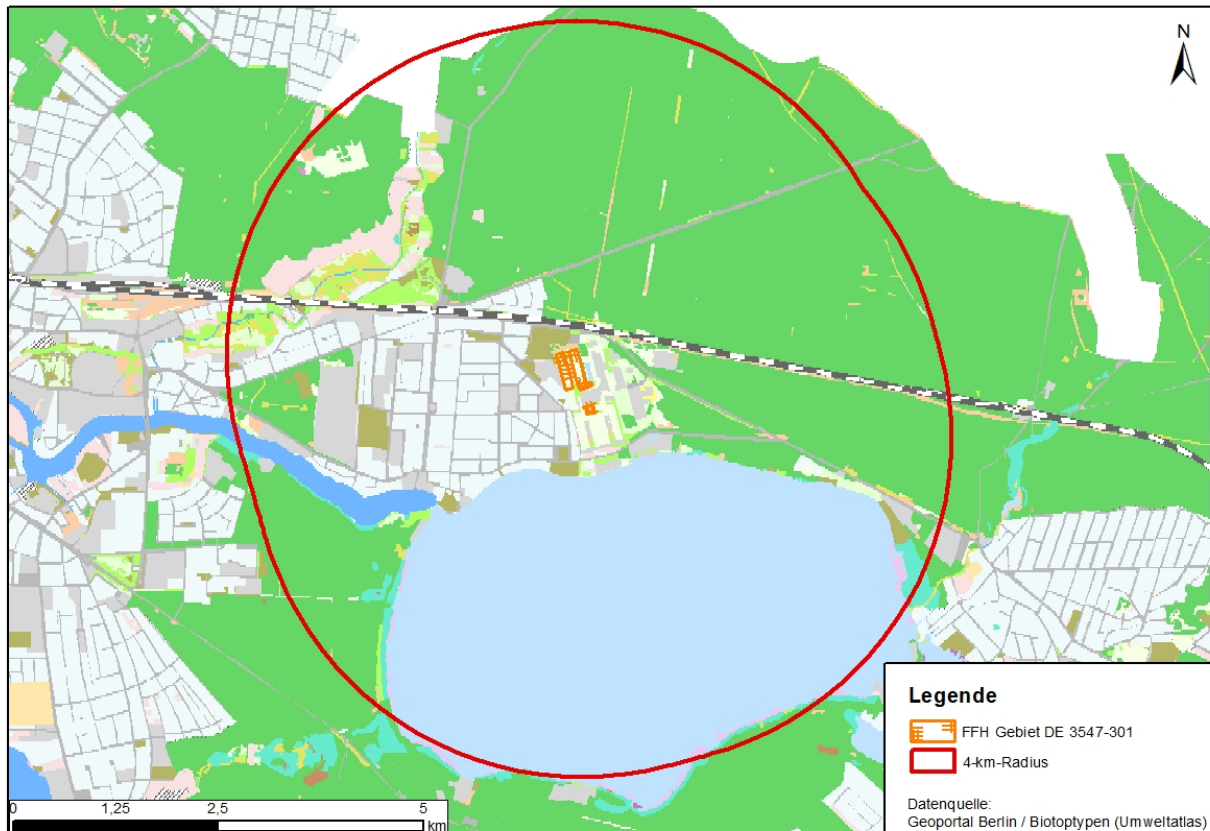 N
Legende
FFH Gebiet DE 3547-301
4-km-Radius
Datenquelle:
Geoportal Berlin / Biotoptypen (Umweltatlas)
0 1,25 2,5 5
km